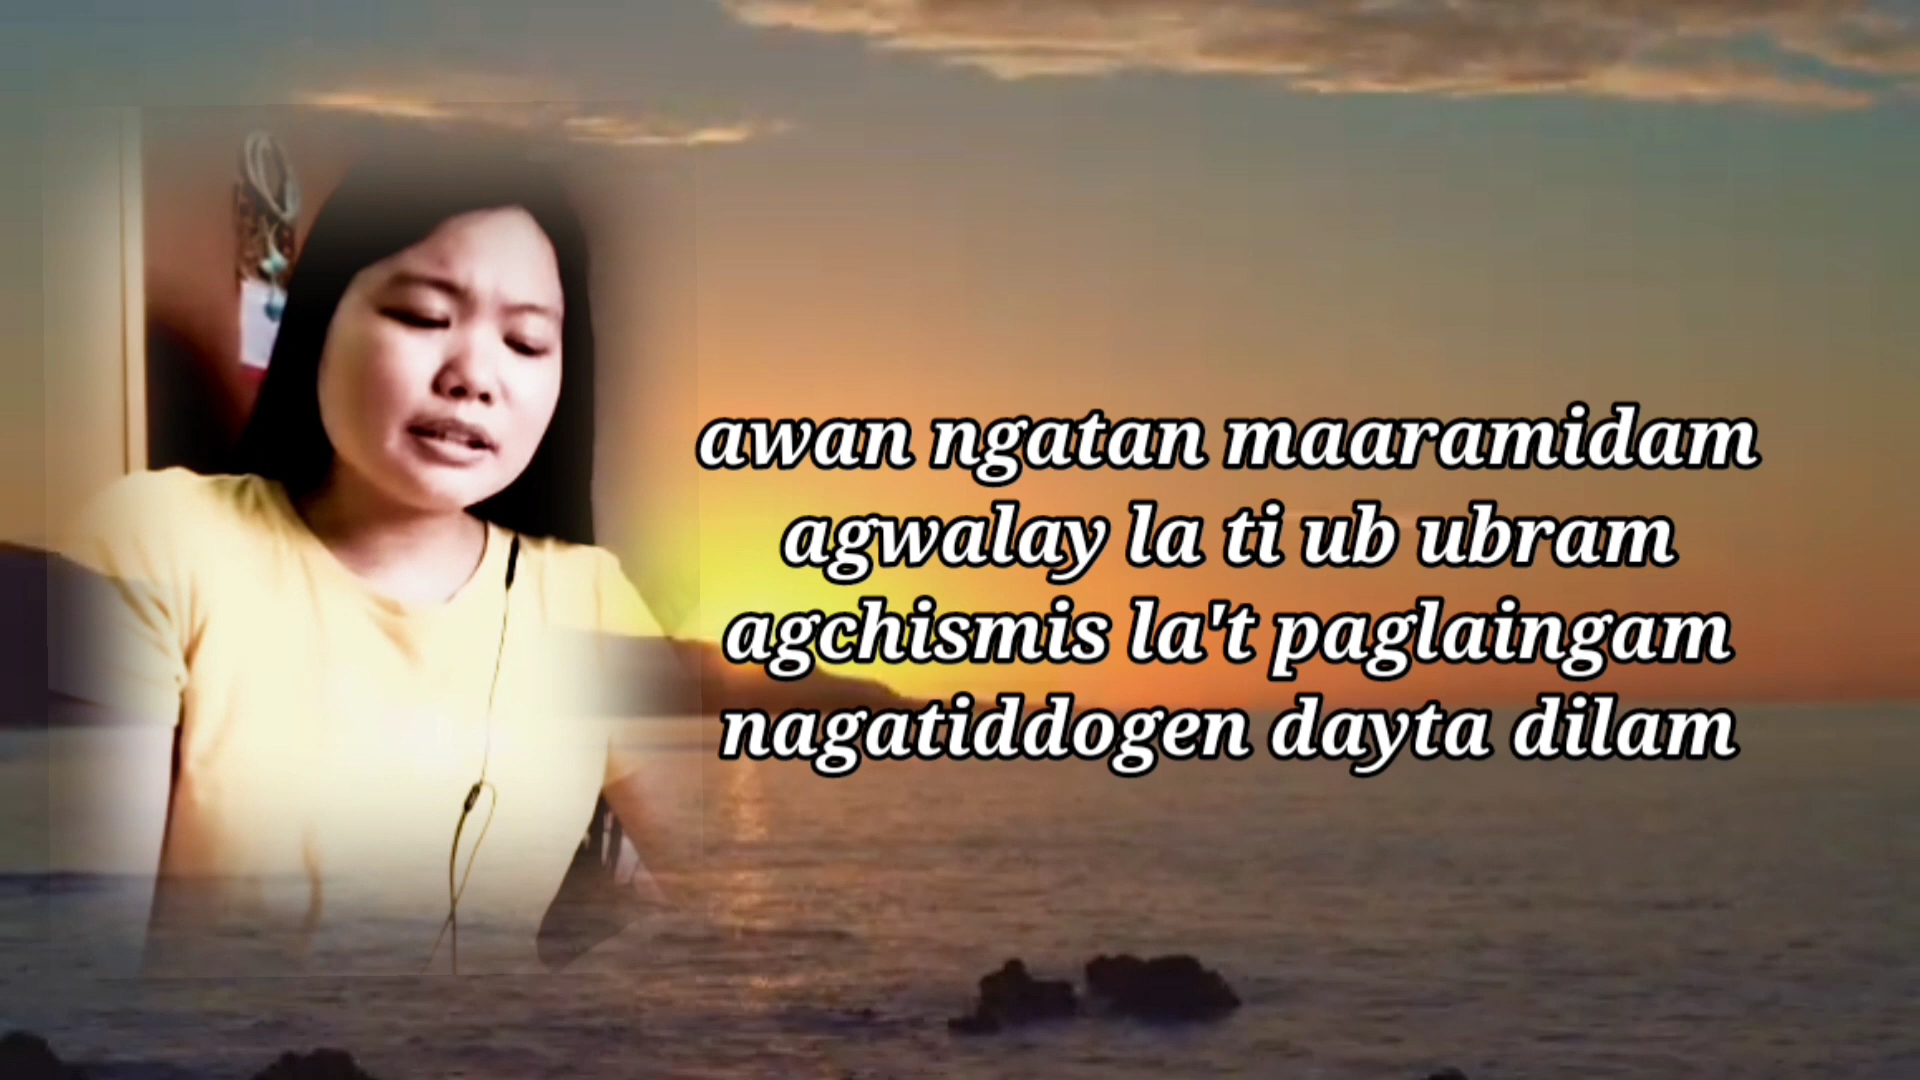 awan ngatan maaramidam
agwalay la ti ub ubram
agchismis la't paglaingam
nagatiddogen dayta dilam